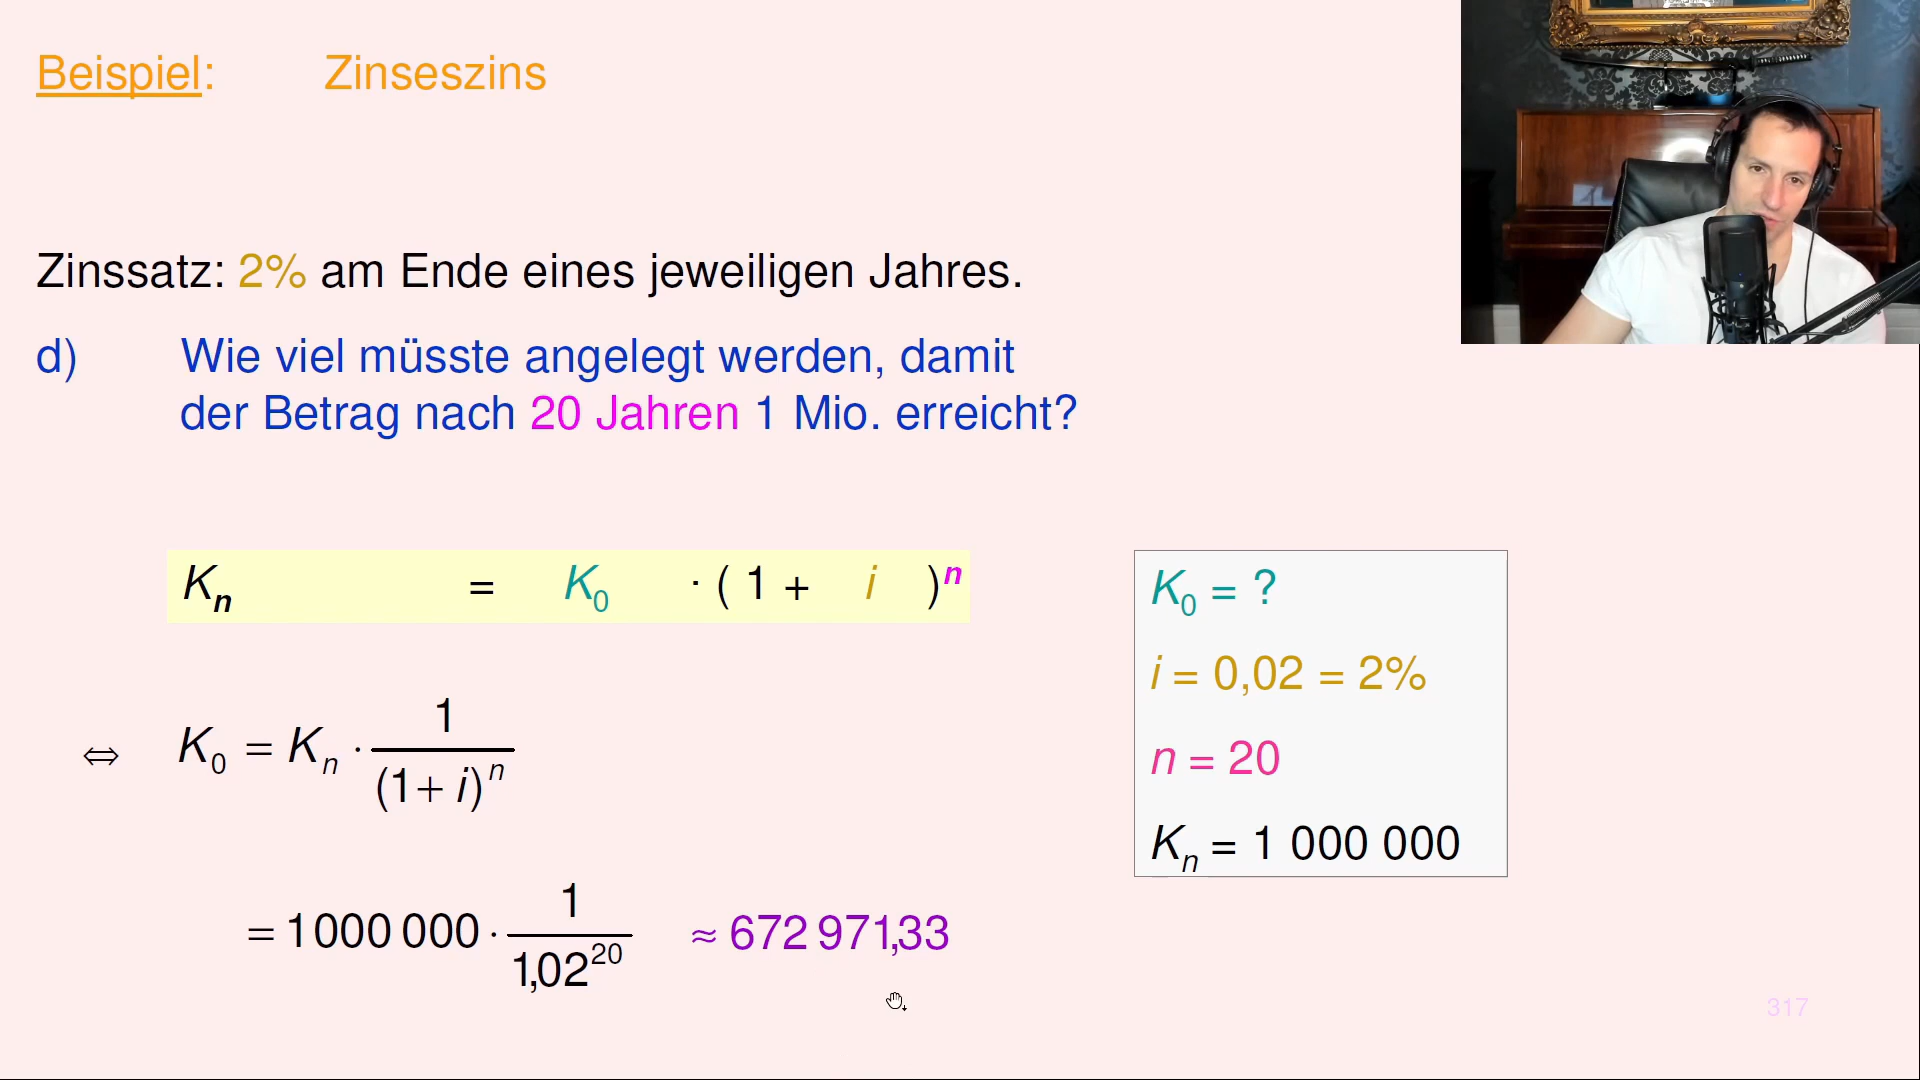 Beispiel: Zinseszins
Zinssatz: 2% am Ende eines jeweiligen Jahres.
d) Wie viel müsste angelegt werden, damit
der Betrag nach 20 Jahren 1 Mio. erreicht?
Kₙ = K₀ · ( 1 + i )ⁿ
⇔ K₀ = Kₙ · 1/(1+i)ⁿ
= 1 000 000 · 1/1,02²⁰ ≈ 672 971,33
K₀ = ?
i = 0,02 = 2%
n = 20
Kₙ = 1 000 000
317